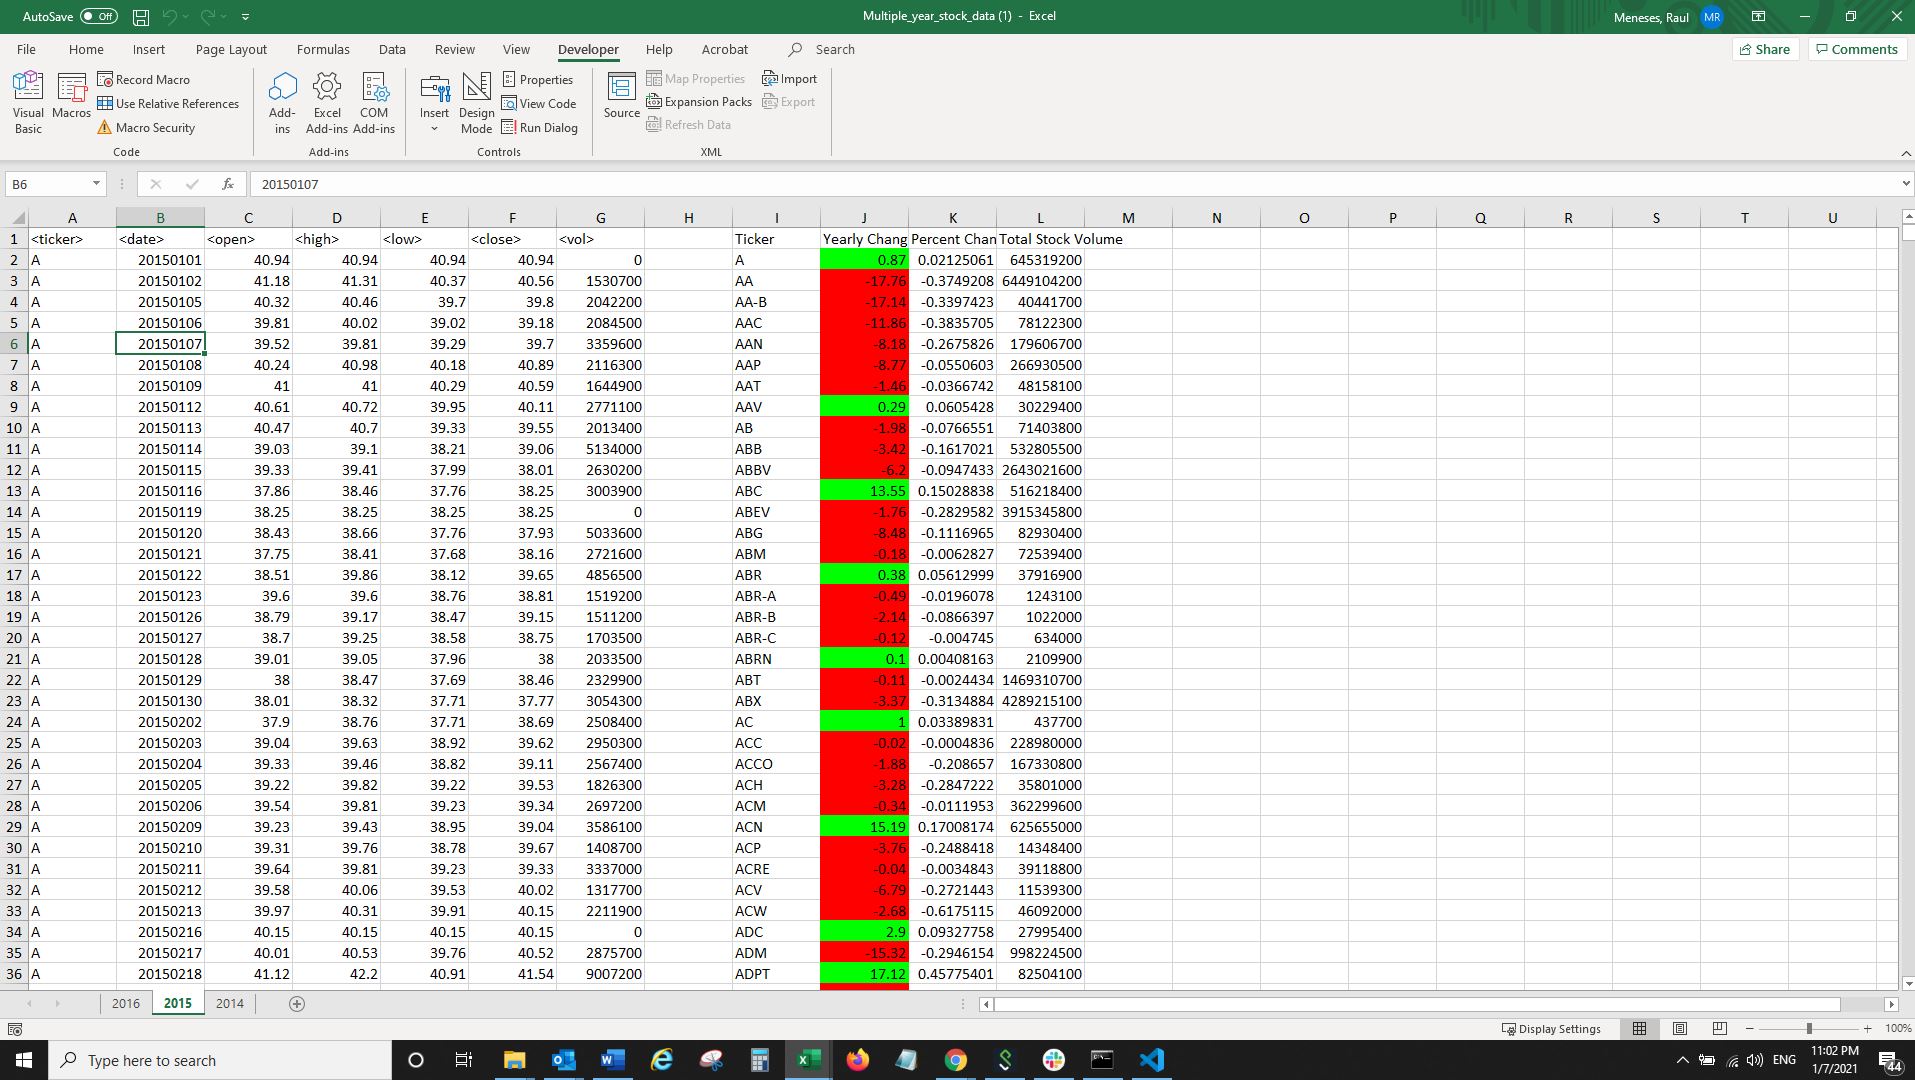 AutoSave Off Multiple_year_stock_data (1) - Excel Meneses, Raul MR
File Home Insert Page Layout Formulas Data Review View Developer Help Acrobat Search Share Comments
Visual Basic
Macros
Record Macro
Use Relative References
Macro Security
Code
Add-ins
Excel Add-ins
COM Add-ins
Add-ins
Insert
Design Mode
Properties
View Code
Run Dialog
Controls
Source
Map Properties
Expansion Packs
Refresh Data
Import
Export
XML
B6 fx 20150107
A B C D E F G H I J K L M N O P Q R S T U
1 <ticker> <date> <open> <high> <low> <close> <vol> Ticker Yearly Chang Percent Chan Total Stock Volume
2 A 20150101 40.94 40.94 40.94 40.94 0 A 0.87 0.02125061 645319200
3 A 20150102 41.18 41.31 40.37 40.56 1530700 AA -17.76 -0.3749208 6449104200
4 A 20150105 40.32 40.46 39.7 39.8 2042200 AA-B -17.14 -0.3397423 40441700
5 A 20150106 39.81 40.02 39.02 39.18 2084500 AAC -11.86 -0.3835705 78122300
6 A 20150107 39.52 39.81 39.29 39.7 3359600 AAN -8.18 -0.2675826 179606700
7 A 20150108 40.24 40.98 40.18 40.89 2116300 AAP -8.77 -0.0550603 266930500
8 A 20150109 41 41 40.29 40.59 1644900 AAT -1.46 -0.0366742 48158100
9 A 20150112 40.61 40.72 39.95 40.11 2771100 AAV 0.29 0.0605428 30229400
10 A 20150113 40.47 40.7 39.33 39.55 2013400 AB -1.98 -0.0766551 71403800
11 A 20150114 39.03 39.1 38.21 39.06 5134000 ABB -3.42 -0.1617021 532805500
12 A 20150115 39.33 39.41 37.99 38.01 2630200 ABBV -6.2 -0.0947433 2643021600
13 A 20150116 37.86 38.46 37.76 38.25 3003900 ABC 13.55 0.15028838 516218400
14 A 20150119 38.25 38.25 38.25 38.25 0 ABEV -1.76 -0.2829582 3915345800
15 A 20150120 38.43 38.66 37.76 37.93 5033600 ABG -8.48 -0.1116965 82930400
16 A 20150121 37.75 38.41 37.68 38.16 2721600 ABM -0.18 -0.0062827 72539400
17 A 20150122 38.51 39.86 38.12 39.65 4856500 ABR 0.38 0.05612999 37916900
18 A 20150123 39.6 39.6 38.76 38.81 1519200 ABR-A -0.49 -0.0196078 1243100
19 A 20150126 38.79 39.17 38.47 39.15 1511200 ABR-B -2.14 -0.0866397 1022000
20 A 20150127 38.7 39.25 38.58 38.75 1703500 ABR-C -0.12 -0.004745 634000
21 A 20150128 39.01 39.05 37.96 38 2033500 ABRN 0.1 0.00408163 2109900
22 A 20150129 38 38.47 37.69 38.46 2329900 ABT -0.11 -0.0024434 1469310700
23 A 20150130 38.01 38.32 37.71 37.77 3054300 ABX -3.37 -0.3134884 4289215100
24 A 20150202 37.9 38.76 37.71 38.69 2508400 AC 1 0.03389831 437700
25 A 20150203 39.04 39.63 38.92 39.62 2950300 ACC -0.02 -0.0004836 228980000
26 A 20150204 39.33 39.46 38.82 39.11 2567400 ACCO -1.88 -0.208657 167330800
27 A 20150205 39.22 39.82 39.22 39.53 1826300 ACH -3.28 -0.2847222 35801000
28 A 20150206 39.54 39.81 39.23 39.34 2697200 ACM -0.34 -0.0111953 362299600
29 A 20150209 39.23 39.43 38.95 39.04 3586100 ACN 15.19 0.17008174 625655000
30 A 20150210 39.31 39.76 38.78 39.67 1408700 ACP -3.76 -0.2488418 14348400
31 A 20150211 39.64 39.81 39.23 39.33 3337000 ACRE -0.04 -0.0034843 39118800
32 A 20150212 39.58 40.06 39.53 40.02 1317700 ACV -6.79 -0.2721443 11539300
33 A 20150213 39.97 40.31 39.91 40.15 2211900 ACW -2.68 -0.6175115 46092000
34 A 20150216 40.15 40.15 40.15 40.15 0 ADC 2.9 0.09327758 27995400
35 A 20150217 40.01 40.53 39.76 40.52 2875700 ADM -15.32 -0.2946154 998224500
36 A 20150218 41.12 42.2 40.91 41.54 9007200 ADPT 17.12 0.45775401 82504100
2016 2015 2014
Display Settings 100%
Type here to search ENG 11:02 PM
1/7/2021 44